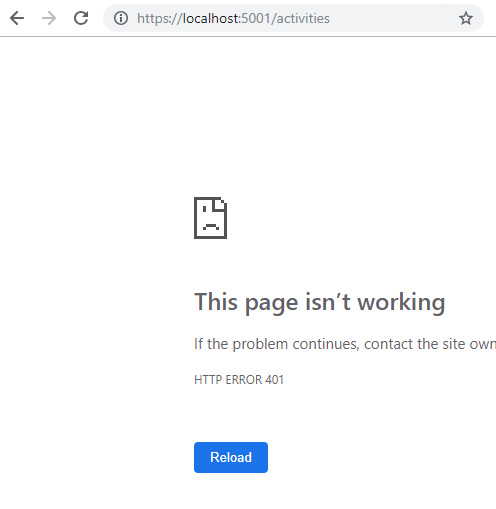 https://localhost:5001/activities
This page isn’t working
If the problem continues, contact the site own
HTTP ERROR 401
Reload